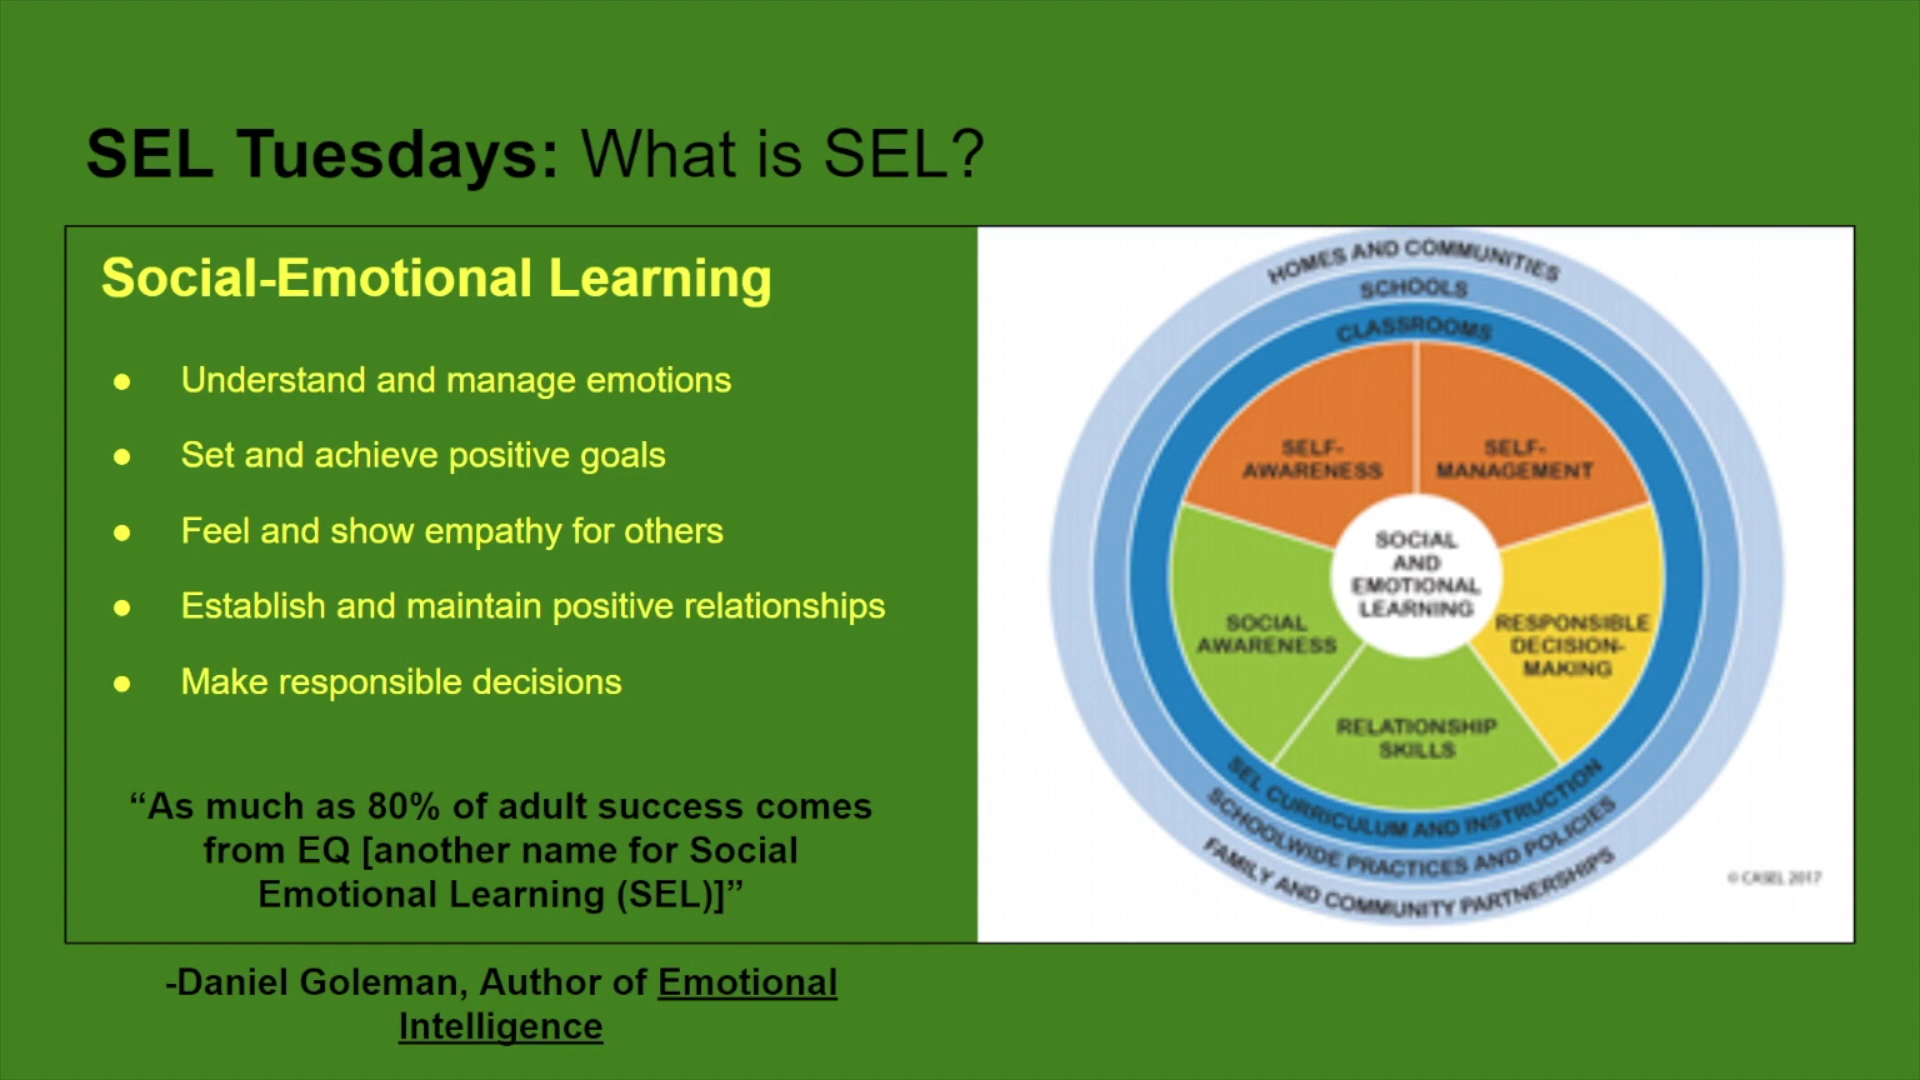 SEL Tuesdays: What is SEL?
Social-Emotional Learning
● Understand and manage emotions
● Set and achieve positive goals
● Feel and show empathy for others
● Establish and maintain positive relationships
● Make responsible decisions
“As much as 80% of adult success comes
from EQ [another name for Social
Emotional Learning (SEL)]”
-Daniel Goleman, Author of Emotional
Intelligence
HOMES AND COMMUNITIES
SCHOOLS
CLASSROOMS
SELF-
AWARENESS
SELF-
MANAGEMENT
SOCIAL
AND
EMOTIONAL
LEARNING
SOCIAL
AWARENESS
RESPONSIBLE
DECISION-
MAKING
RELATIONSHIP
SKILLS
SEL CURRICULUM AND INSTRUCTION
SCHOOLWIDE PRACTICES AND POLICIES
FAMILY AND COMMUNITY PARTNERSHIPS
© CASEL 2017